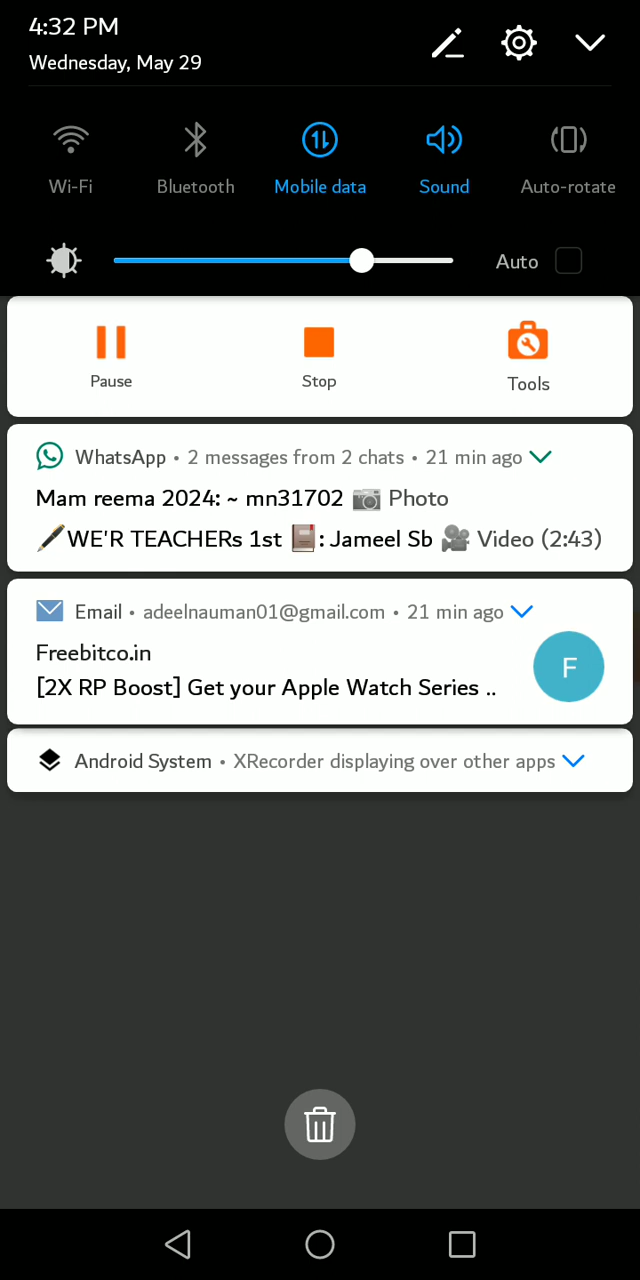 4:32 PM
Wednesday, May 29
Wi-Fi Bluetooth Mobile data Sound Auto-rotate
Auto
Pause Stop Tools
WhatsApp • 2 messages from 2 chats • 21 min ago
Mam reema 2024: ~ mn31702 📷 Photo
🖋️WE'R TEACHERs 1st 📔: Jameel Sb 🎥 Video (2:43)
Email • adeelnauman01@gmail.com • 21 min ago
Freebitco.in
[2X RP Boost] Get your Apple Watch Series ..
F
Android System • XRecorder displaying over other apps